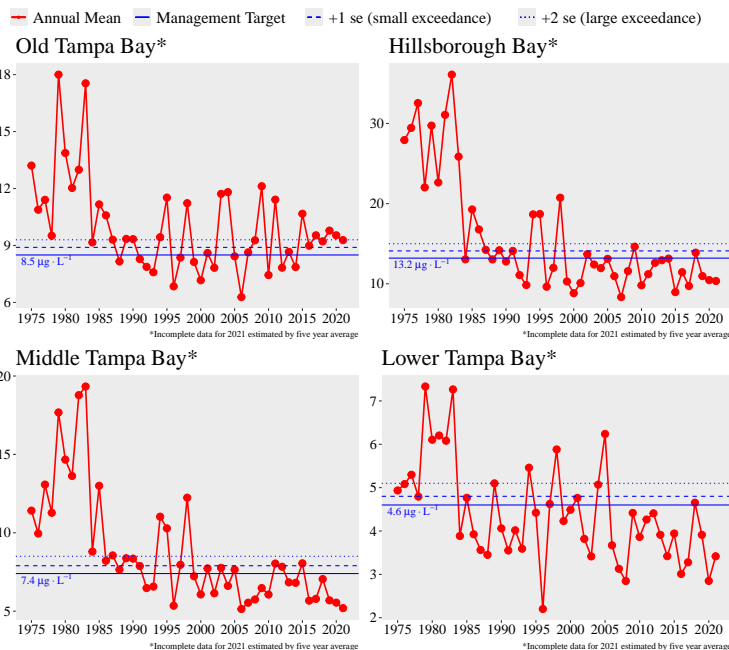 Annual Mean Management Target +1 se (small exceedance) +2 se (large exceedance)
Old Tampa Bay*
18
15
12
9
6
8.5 μg · L⁻¹
1975 1980 1985 1990 1995 2000 2005 2010 2015 2020
*Incomplete data for 2021 estimated by five year average
Hillsborough Bay*
30
20
10
13.2 μg · L⁻¹
1975 1980 1985 1990 1995 2000 2005 2010 2015 2020
*Incomplete data for 2021 estimated by five year average
Middle Tampa Bay*
20
15
10
5
7.4 μg · L⁻¹
1975 1980 1985 1990 1995 2000 2005 2010 2015 2020
*Incomplete data for 2021 estimated by five year average
Lower Tampa Bay*
7
6
5
4
3
2
4.6 μg · L⁻¹
1975 1980 1985 1990 1995 2000 2005 2010 2015 2020
*Incomplete data for 2021 estimated by five year average